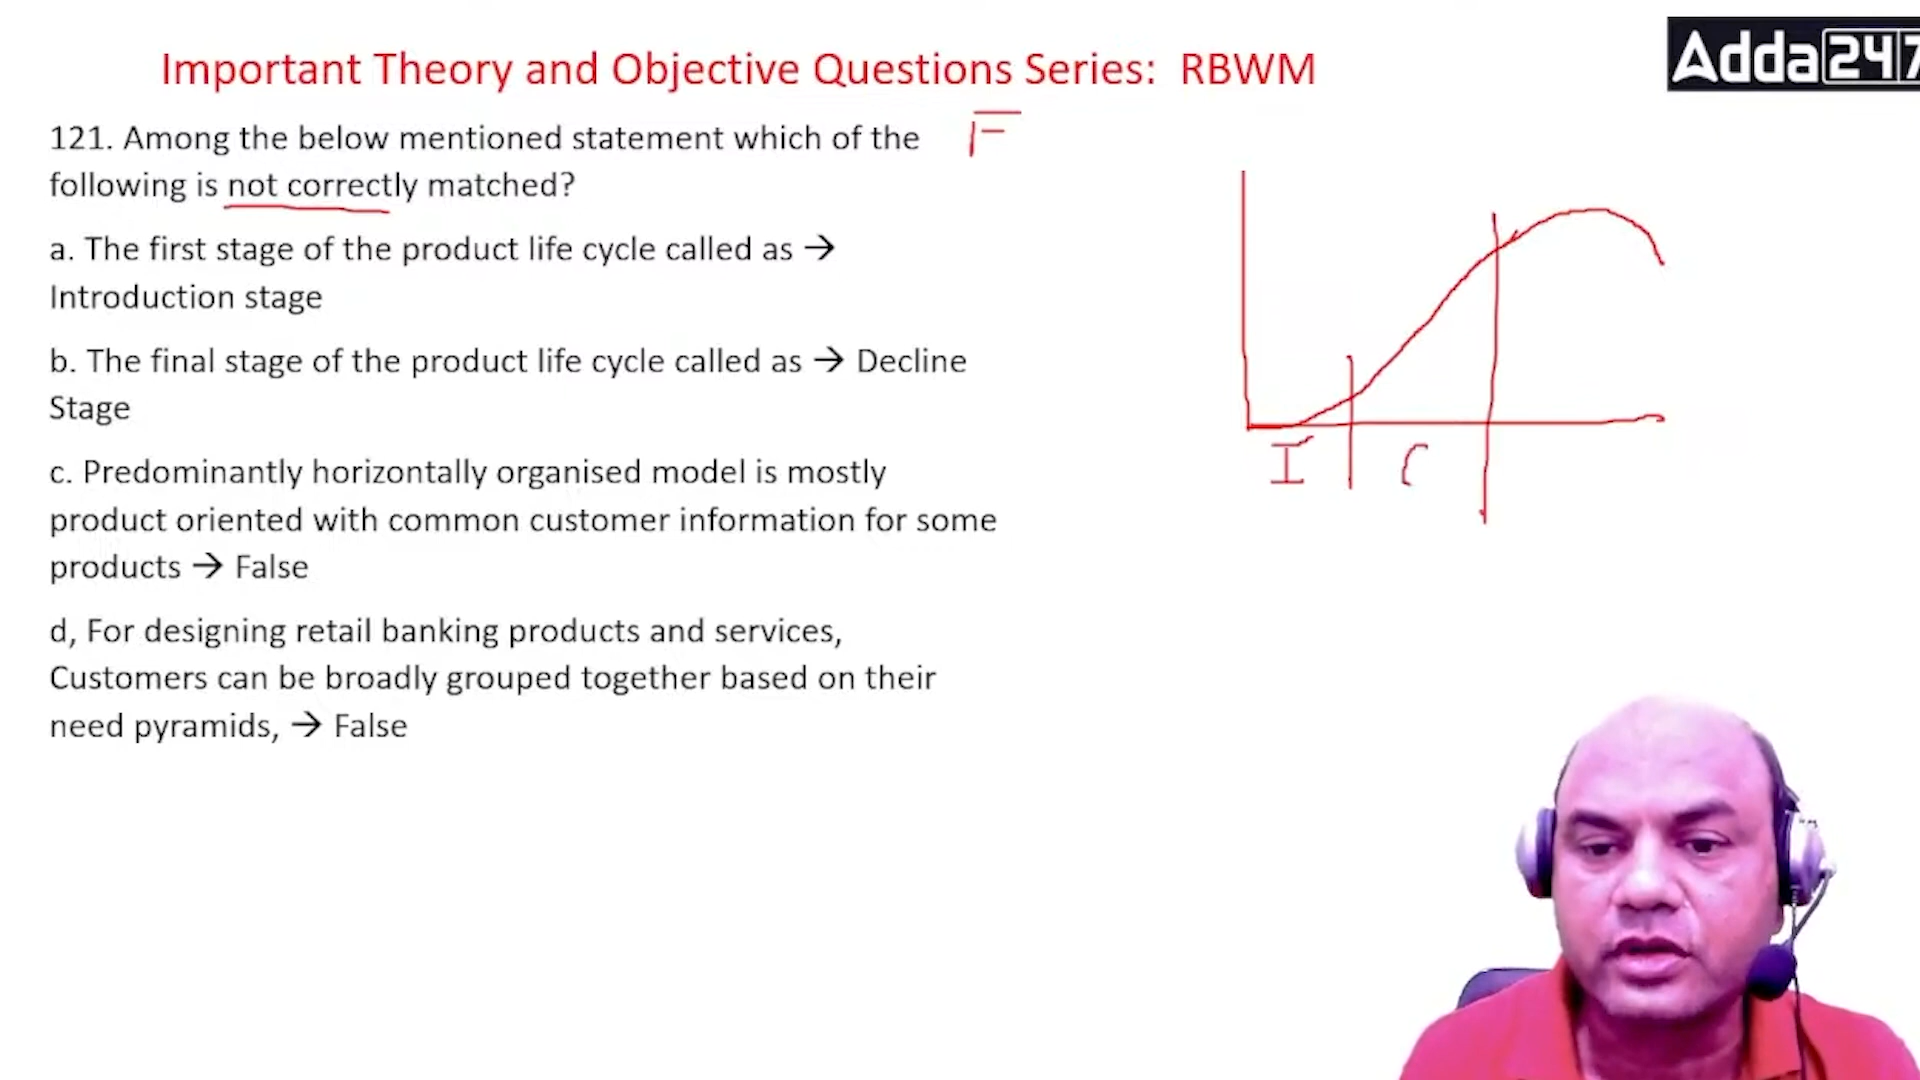 Important Theory and Objective Questions Series: RBWM
Adda247
121. Among the below mentioned statement which of the
F
following is not correctly matched?
a. The first stage of the product life cycle called as →
Introduction stage
b. The final stage of the product life cycle called as → Decline
Stage
c. Predominantly horizontally organised model is mostly
product oriented with common customer information for some
products → False
d, For designing retail banking products and services,
Customers can be broadly grouped together based on their
need pyramids, → False
I